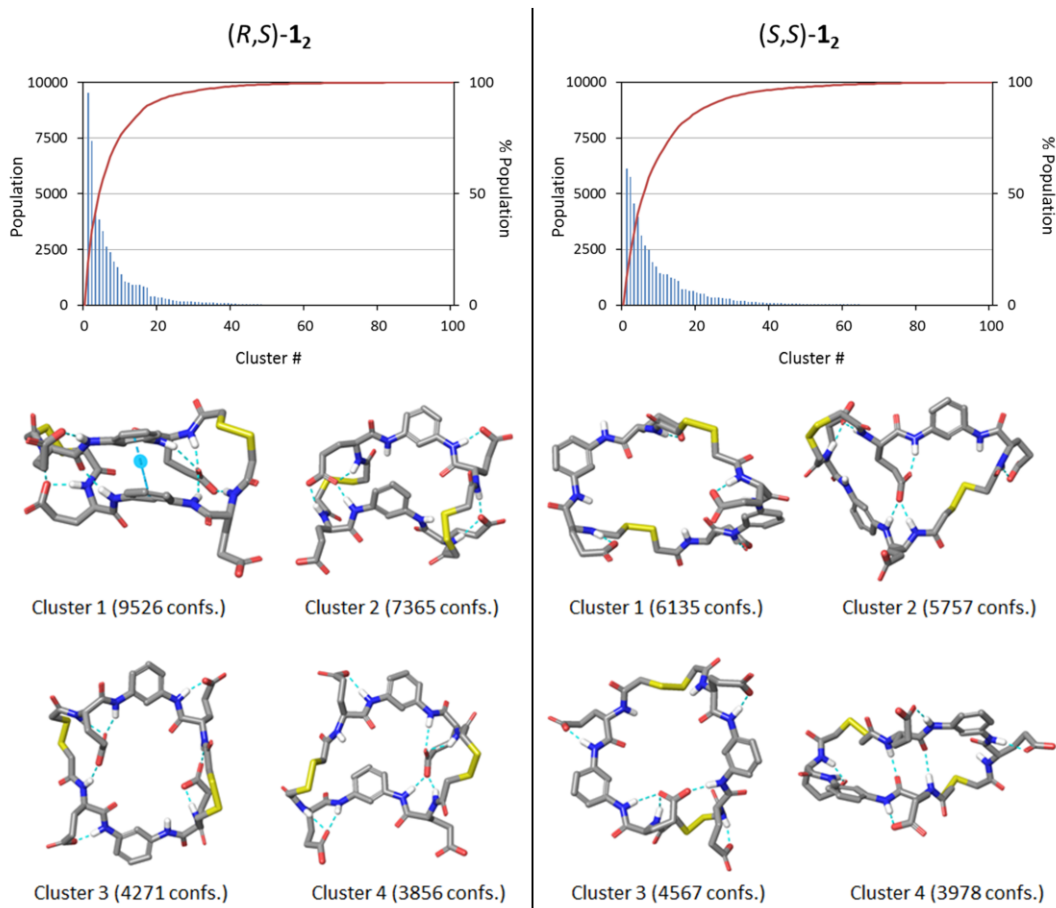 (R,S)-1₂
10000
7500
5000
2500
0
Population
100
50
0
% Population
0
20
40
60
80
100
Cluster #
Cluster 1 (9526 confs.)
Cluster 2 (7365 confs.)
Cluster 3 (4271 confs.)
Cluster 4 (3856 confs.)
(S,S)-1₂
10000
7500
5000
2500
0
Population
100
50
0
% Population
0
20
40
60
80
100
Cluster #
Cluster 1 (6135 confs.)
Cluster 2 (5757 confs.)
Cluster 3 (4567 confs.)
Cluster 4 (3978 confs.)